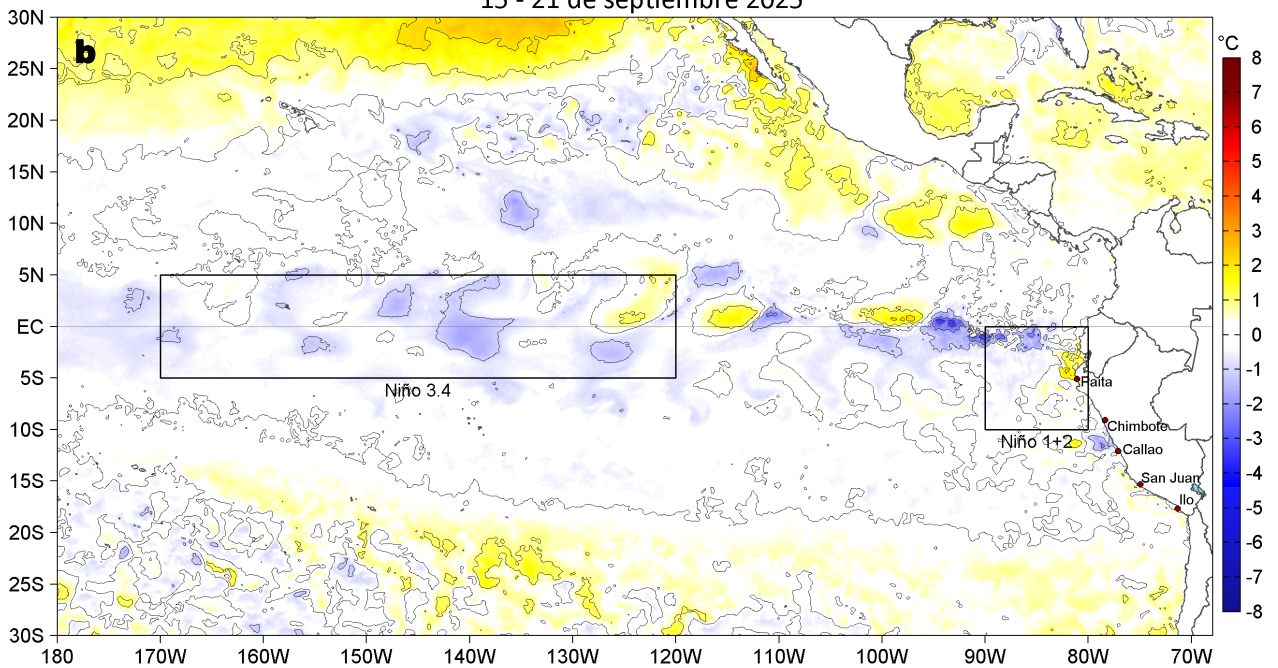 15 - 21 de septiembre 2025
b
°C
30N
25N
20N
15N
10N
5N
EC
5S
10S
15S
20S
25S
30S
8
7
6
5
4
3
2
1
0
-1
-2
-3
-4
-5
-6
-7
-8
Niño 3.4
Paita
Chimbote
Niño 1+2
Callao
San Juan
Ilo
180 170W 160W 150W 140W 130W 120W 110W 100W 90W 80W 70W